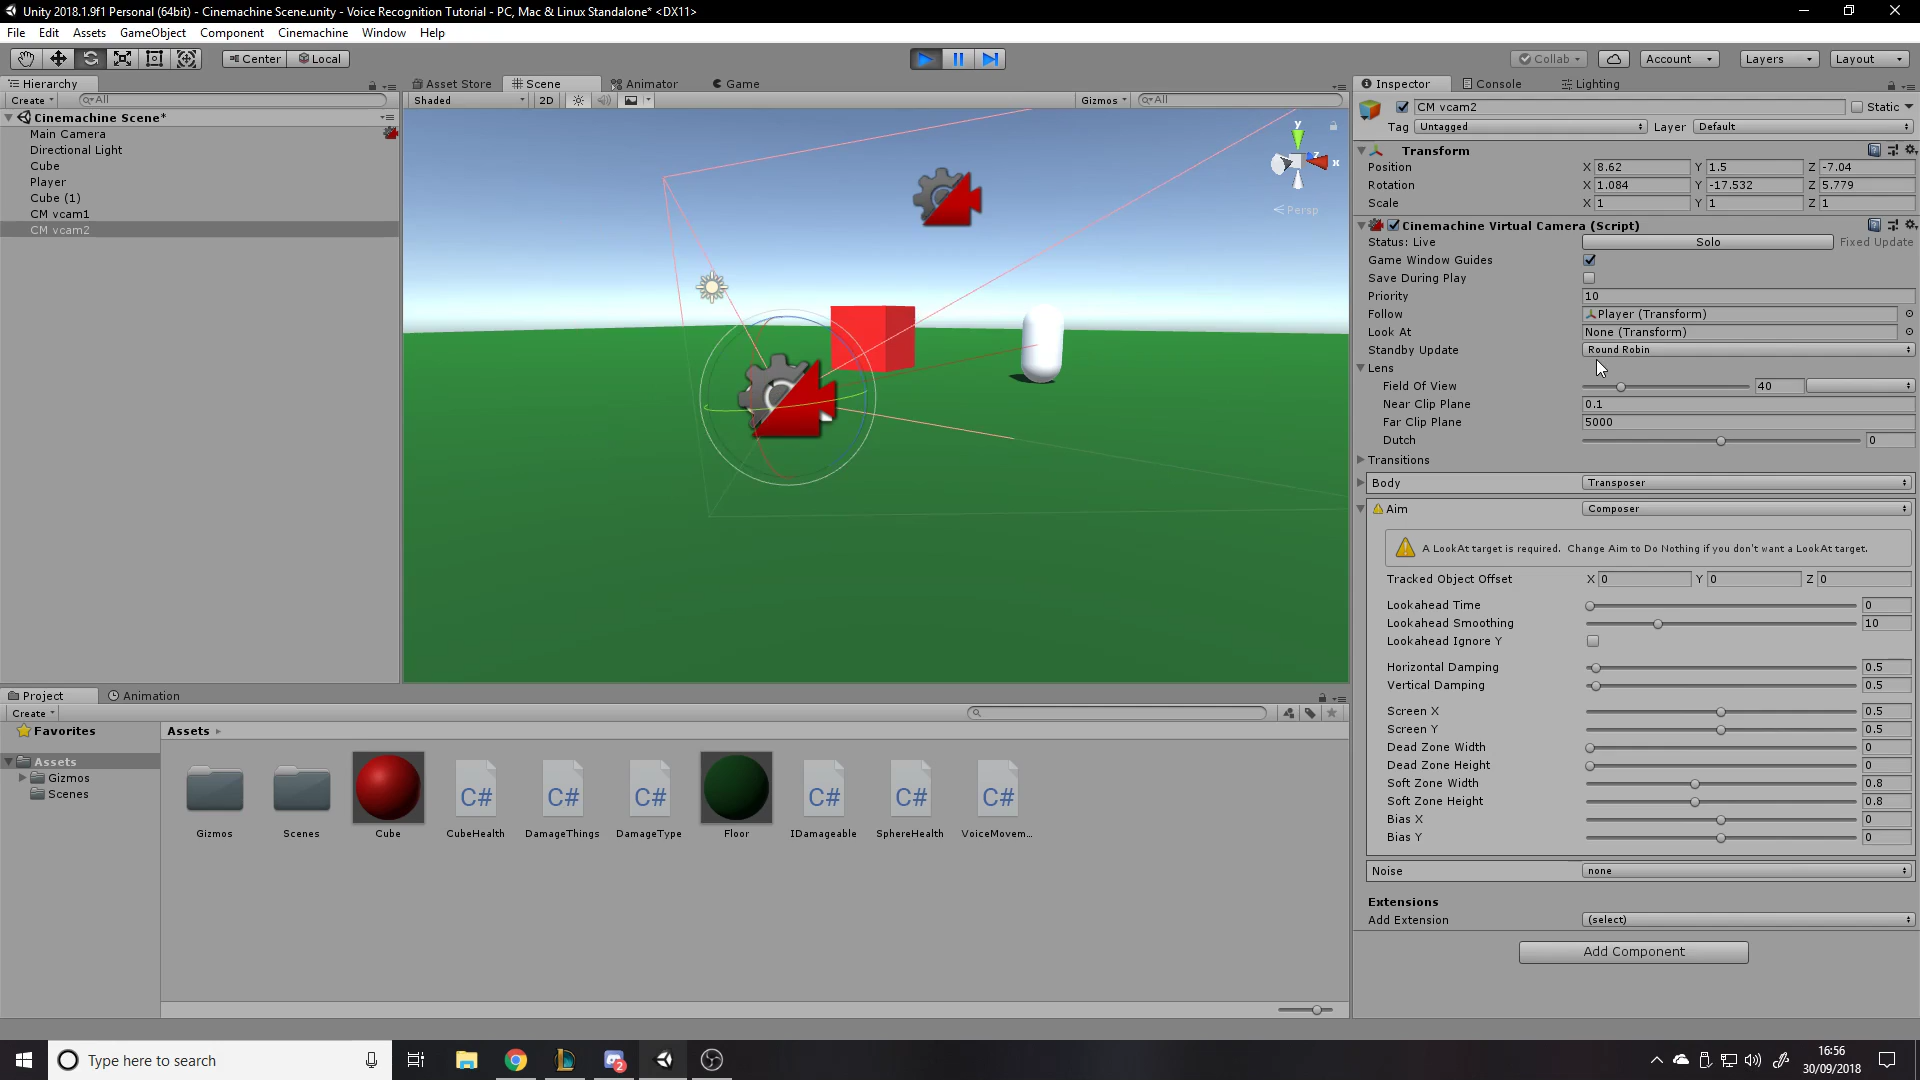 Unity 2018.1.9f1 Personal (64bit) - Cinemachine Scene.unity - Voice Recognition Tutorial - PC, Mac & Linux Standalone* <DX11>
File Edit Assets GameObject Component Cinemachine Window Help
Center Local Collab Account Layers Layout
Hierarchy
Create All
Cinemachine Scene*
Main Camera
Directional Light
Cube
Player
Cube (1)
CM vcam1
CM vcam2
Asset Store Scene Animator Game
Shaded 2D Gizmos All
y
x
z
Persp
Inspector Console Lighting
CM vcam2 Static
Tag Untagged Layer Default
Transform
Position X 8.62 Y 1.5 Z -7.04
Rotation X 1.084 Y -17.532 Z 5.779
Scale X 1 Y 1 Z 1
Cinemachine Virtual Camera (Script)
Status: Live Solo Fixed Update
Game Window Guides
Save During Play
Priority 10
Follow Player (Transform)
Look At None (Transform)
Standby Update Round Robin
Lens
Field Of View 40
Near Clip Plane 0.1
Far Clip Plane 5000
Dutch 0
Transitions
Body Transposer
Aim Composer
A LookAt target is required. Change Aim to Do Nothing if you don't want a LookAt target.
Tracked Object Offset X 0 Y 0 Z 0
Lookahead Time 0
Lookahead Smoothing 10
Lookahead Ignore Y
Horizontal Damping 0.5
Vertical Damping 0.5
Screen X 0.5
Screen Y 0.5
Dead Zone Width 0
Dead Zone Height 0
Soft Zone Width 0.8
Soft Zone Height 0.8
Bias X 0
Bias Y 0
Noise none
Extensions
Add Extension (select)
Add Component
Project Animation
Create
Favorites
Assets
Gizmos
Scenes
Assets
C# C# C# C# C# C#
Gizmos Scenes Cube CubeHealth DamageThings DamageType Floor IDamageable SphereHealth VoiceMovem...
Type here to search
2
16:56
30/09/2018